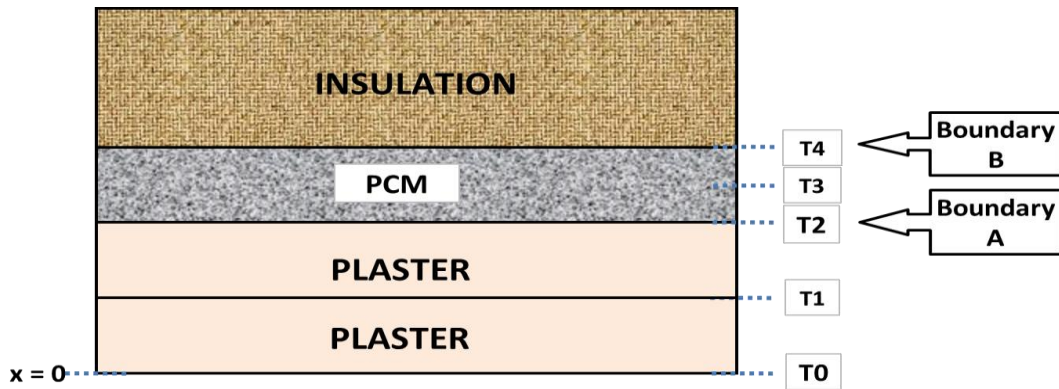 INSULATION
Boundary
B
T4
PCM
T3
Boundary
A
T2
PLASTER
T1
PLASTER
x = 0
T0